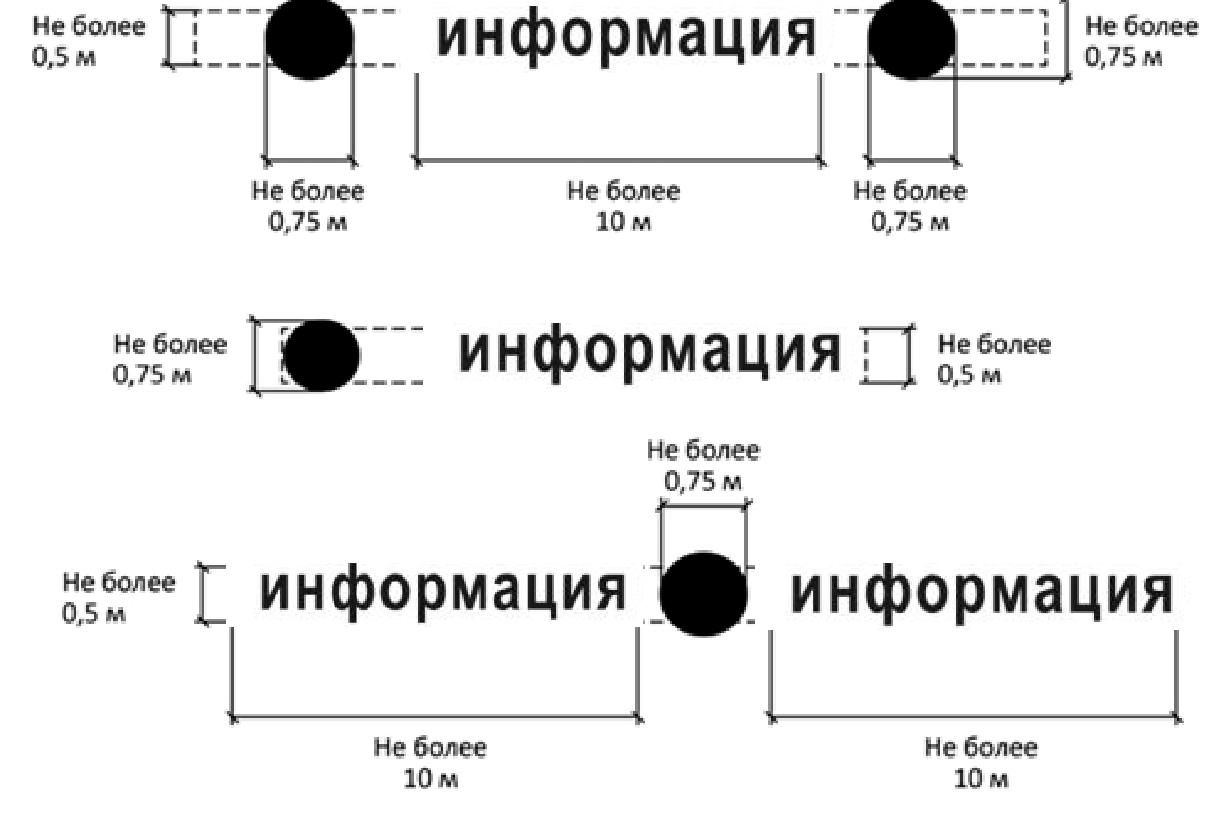 Не более
0,5 м
информация
Не более
0,75 м
Не более
0,75 м
Не более
10 м
Не более
0,75 м
Не более
0,75 м
информация
Не более
0,5 м
Не более
0,75 м
Не более
0,5 м
информация
информация
Не более
10 м
Не более
10 м